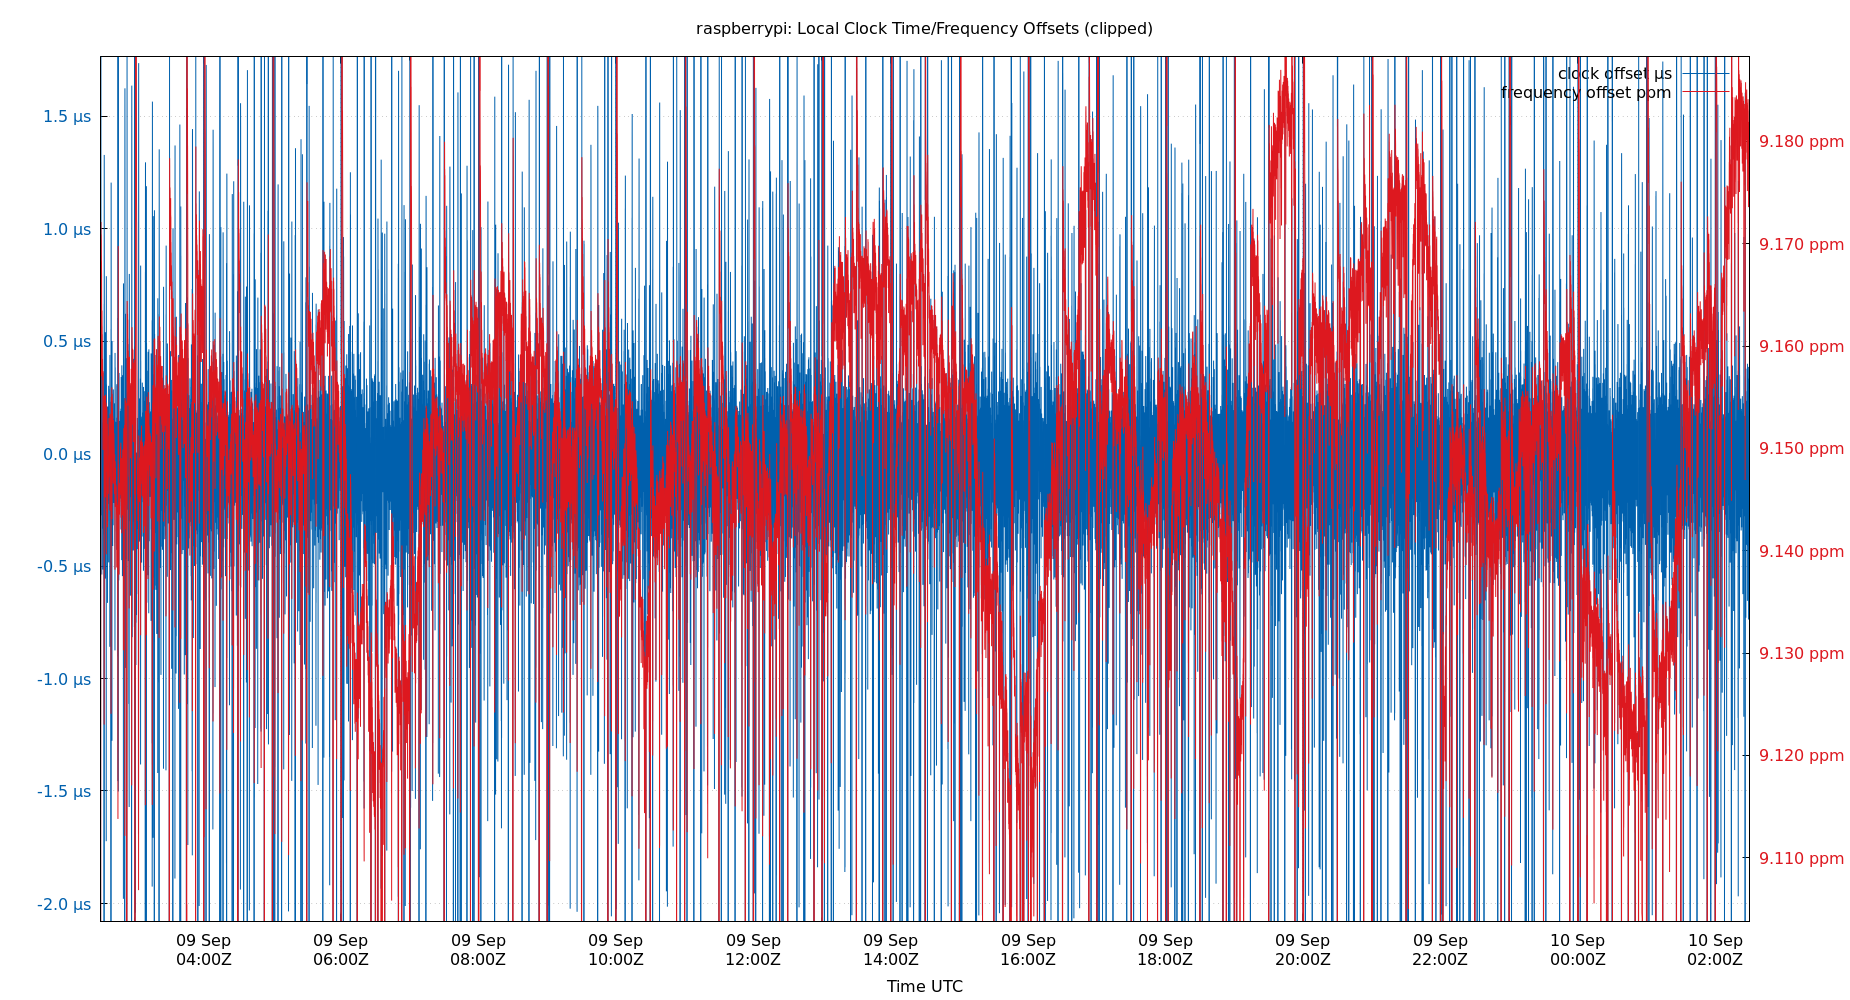 raspberrypi: Local Clock Time/Frequency Offsets (clipped)
clock offset µs
frequency offset ppm
1.5 µs
1.0 µs
0.5 µs
0.0 µs
-0.5 µs
-1.0 µs
-1.5 µs
-2.0 µs
9.180 ppm
9.170 ppm
9.160 ppm
9.150 ppm
9.140 ppm
9.130 ppm
9.120 ppm
9.110 ppm
09 Sep 09 Sep 09 Sep 09 Sep 09 Sep 09 Sep 09 Sep 09 Sep 09 Sep 09 Sep 10 Sep 10 Sep
04:00Z 06:00Z 08:00Z 10:00Z 12:00Z 14:00Z 16:00Z 18:00Z 20:00Z 22:00Z 00:00Z 02:00Z
Time UTC